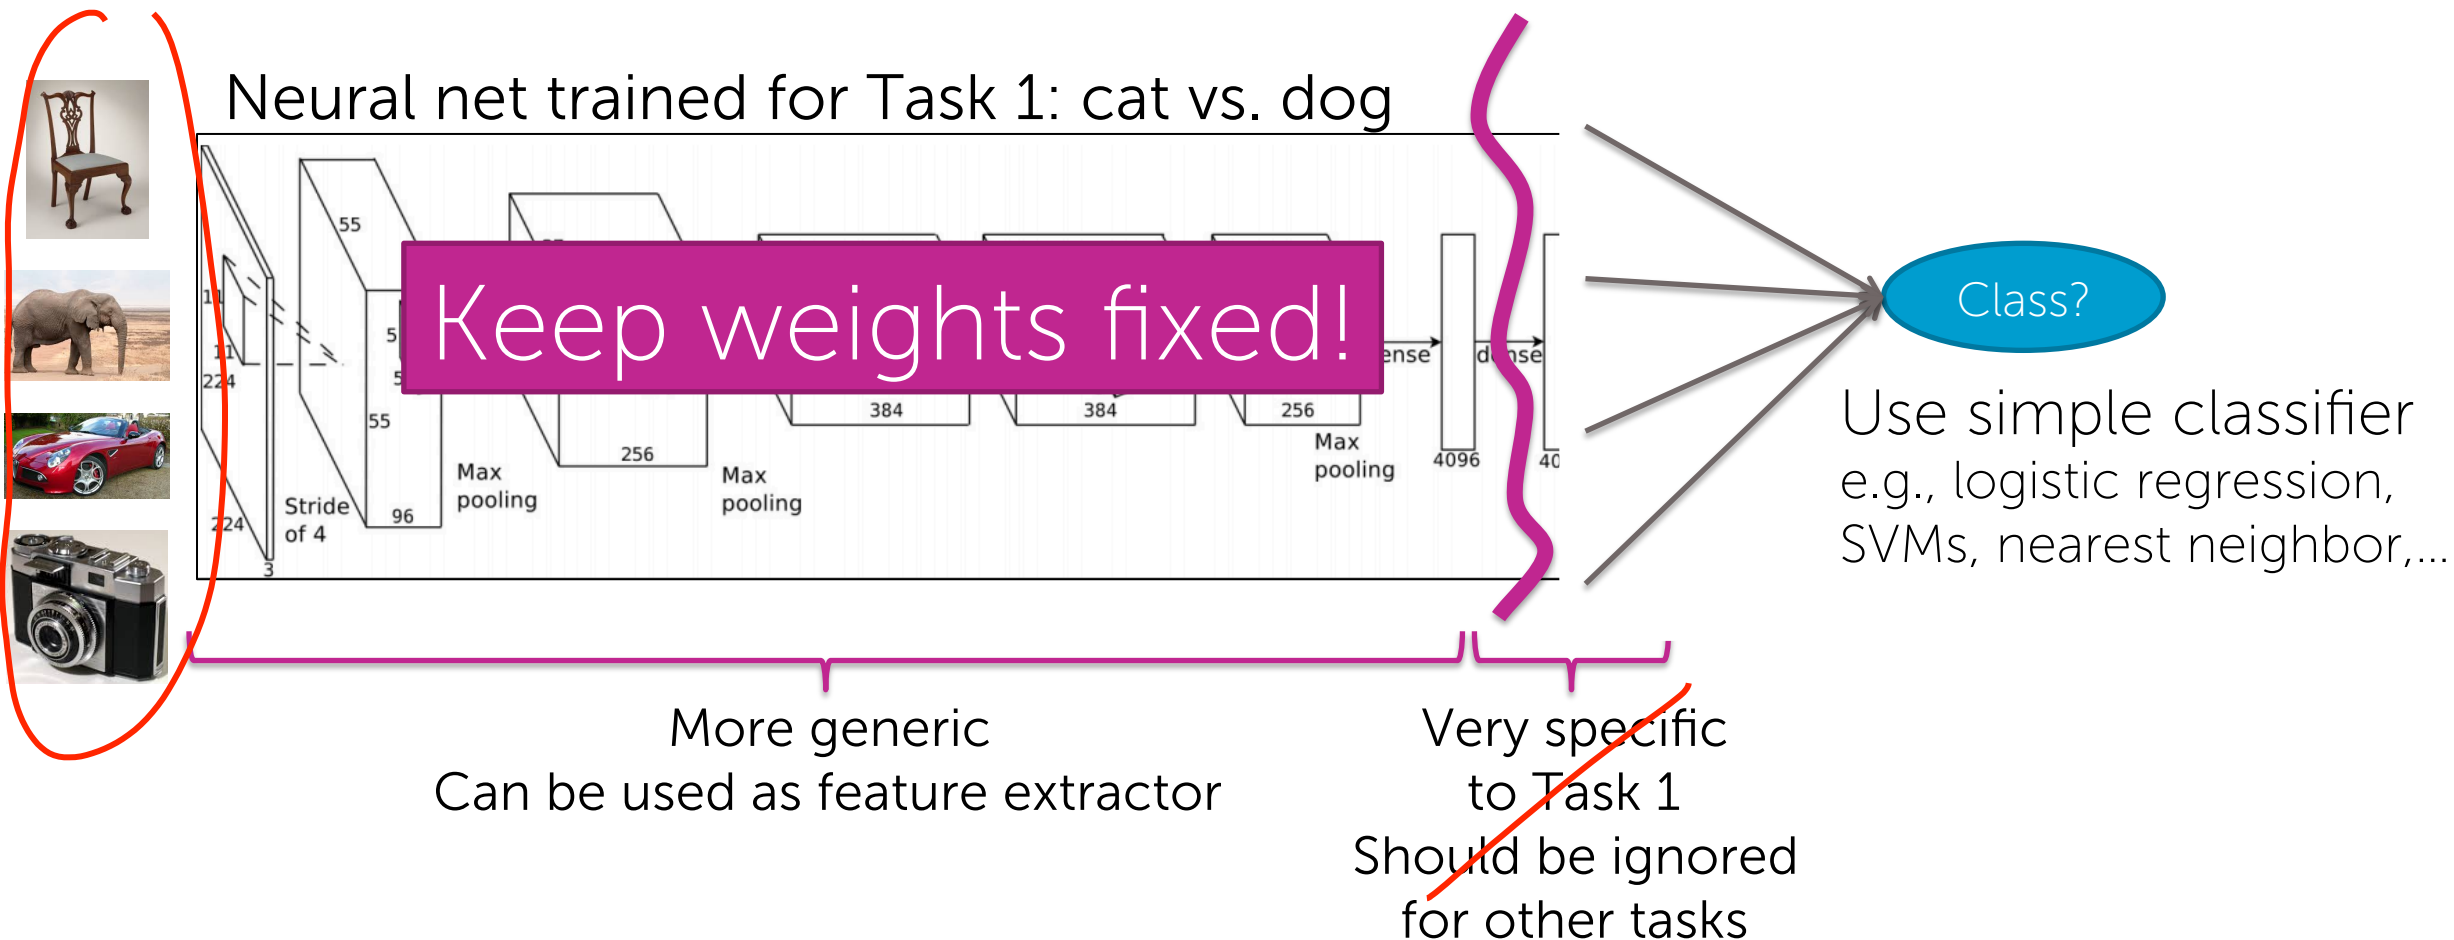 Neural net trained for Task 1: cat vs. dog
55
11
11
224
224
3
Stride
of 4
Keep weights fixed!
5
5
55
96
Max
pooling
256
Max
pooling
384
384
256
Max
pooling
ense
4096
dense
40
Class?
Use simple classifier
e.g., logistic regression,
SVMs, nearest neighbor,...
More generic
Can be used as feature extractor
Very specific
to Task 1
Should be ignored
for other tasks